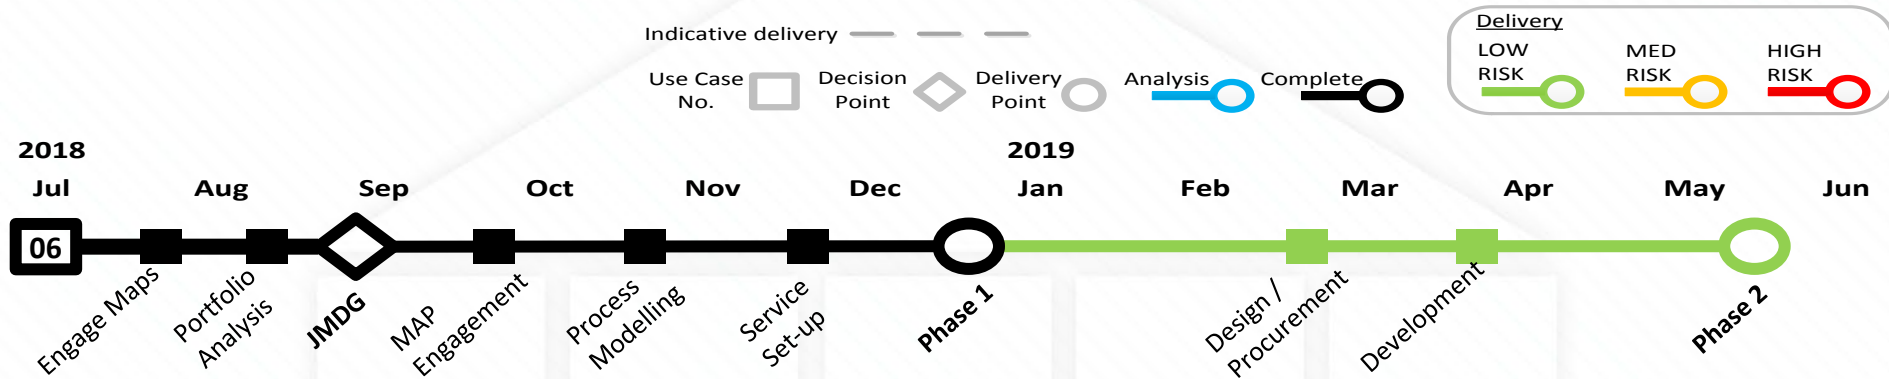 Indicative delivery
Use Case
No.
Decision
Point
Delivery
Point
Analysis
Complete
Delivery
LOW
RISK
MED
RISK
HIGH
RISK
2018
2019
Jul Aug Sep Oct Nov Dec Jan Feb Mar Apr May Jun
06
Engage Maps
Portfolio
Analysis
JMDG
MAP
Engagement
Process
Modelling
Service
Set-up
Phase 1
Design /
Procurement
Development
Phase 2